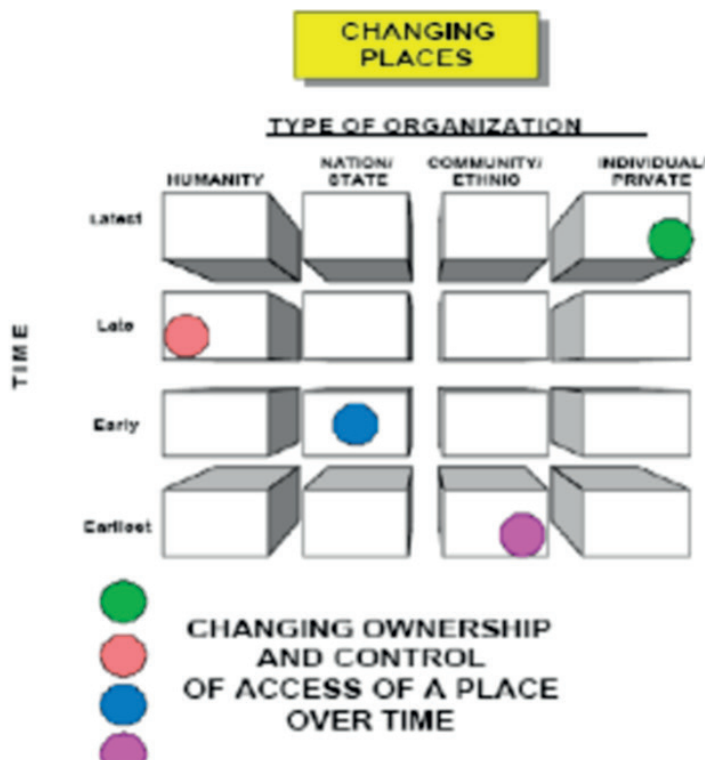 CHANGING
PLACES
TYPE OF ORGANIZATION
HUMANITY
NATION/
STATE
COMMUNITY/
ETHNIC
INDIVIDUAL/
PRIVATE
Latest
Late
TIME
Early
Earliest
CHANGING OWNERSHIP
AND CONTROL
OF ACCESS OF A PLACE
OVER TIME